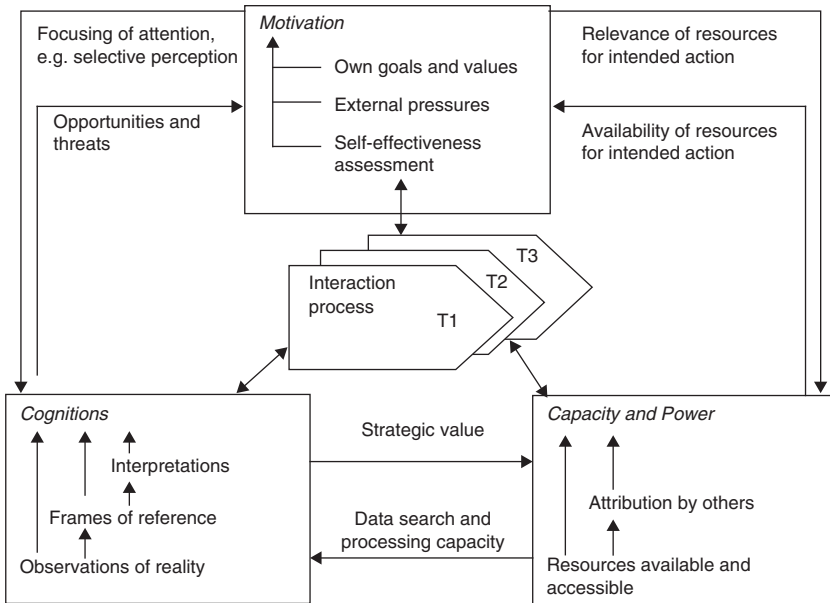 Focusing of attention,
e.g. selective perception
Motivation
Own goals and values
External pressures
Self-effectiveness
assessment
Relevance of resources
for intended action
Opportunities and
threats
Availability of resources
for intended action
Interaction
process
T1
T2
T3
Cognitions
Interpretations
Frames of reference
Observations of reality
Strategic value
Data search and
processing capacity
Capacity and Power
Attribution by others
Resources available and
accessible